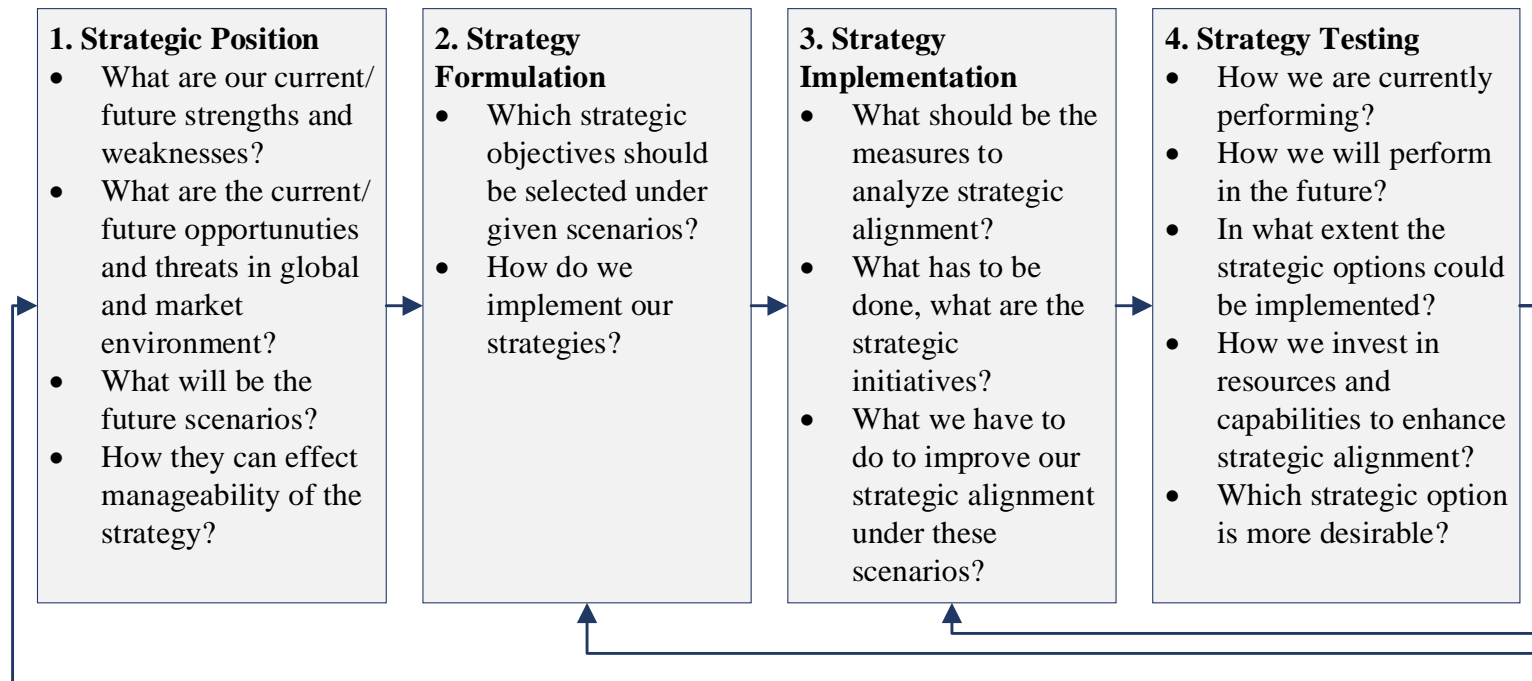 1. Strategic Position
• What are our current/
future strengths and
weaknesses?
• What are the current/
future opportunuties
and threats in global
and market
environment?
• What will be the
future scenarios?
• How they can effect
manageability of the
strategy?
2. Strategy
Formulation
• Which strategic
objectives should
be selected under
given scenarios?
• How do we
implement our
strategies?
3. Strategy
Implementation
• What should be the
measures to
analyze strategic
alignment?
• What has to be
done, what are the
strategic
initiatives?
• What we have to
do to improve our
strategic alignment
under these
scenarios?
4. Strategy Testing
• How we are currently
performing?
• How we will perform
in the future?
• In what extent the
strategic options could
be implemented?
• How we invest in
resources and
capabilities to enhance
strategic alignment?
• Which strategic option
is more desirable?